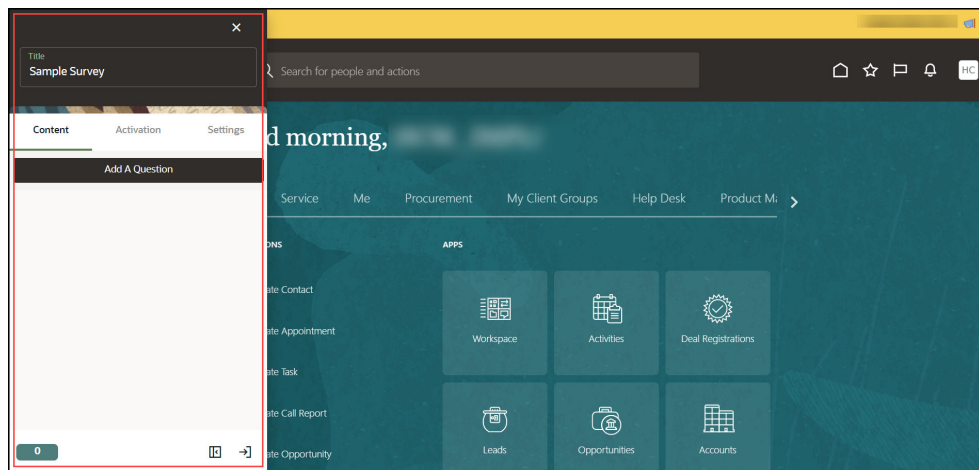 Title
Sample Survey
Search for people and actions
HC
Content Activation Settings
Add A Question
d morning,
Service Me Procurement My Client Groups Help Desk Product Ma
ONS
APPS
ate Contact
ate Appointment
ate Task
ate Call Report
ate Opportunity
Workspace Activities Deal Registrations
Leads Opportunities Accounts
0